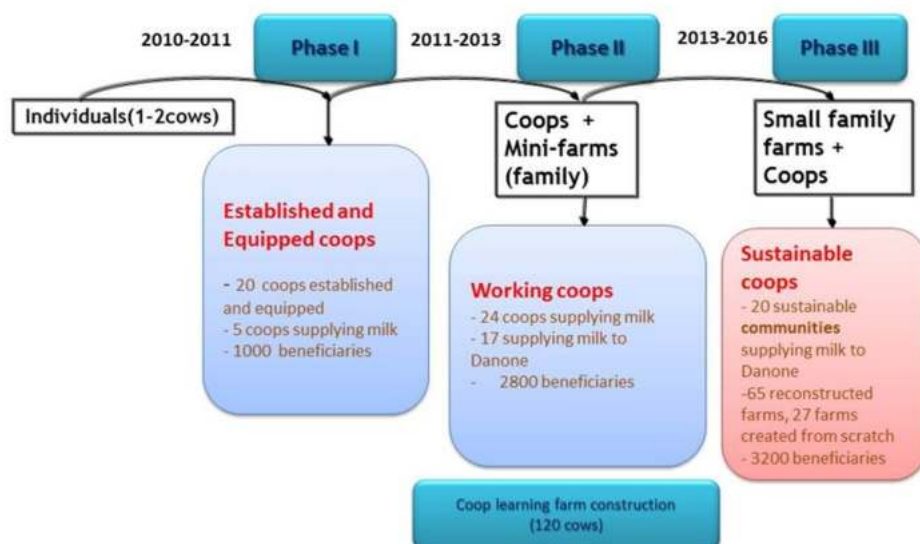 2010-2011
Phase I
2011-2013
Phase II
2013-2016
Phase III
Individuals(1-2cows)
Coops +
Mini-farms
(family)
Small family
farms +
Coops
Established and
Equipped coops
- 20 coops established
and equipped
- 5 coops supplying milk
- 1000 beneficiaries
Working coops
- 24 coops supplying milk
- 17 supplying milk to
Danone
- 2800 beneficiaries
Sustainable
coops
- 20 sustainable
communities
supplying milk to
Danone
-65 reconstructed
farms, 27 farms
created from scratch
- 3200 beneficiaries
Coop learning farm construction
(120 cows)